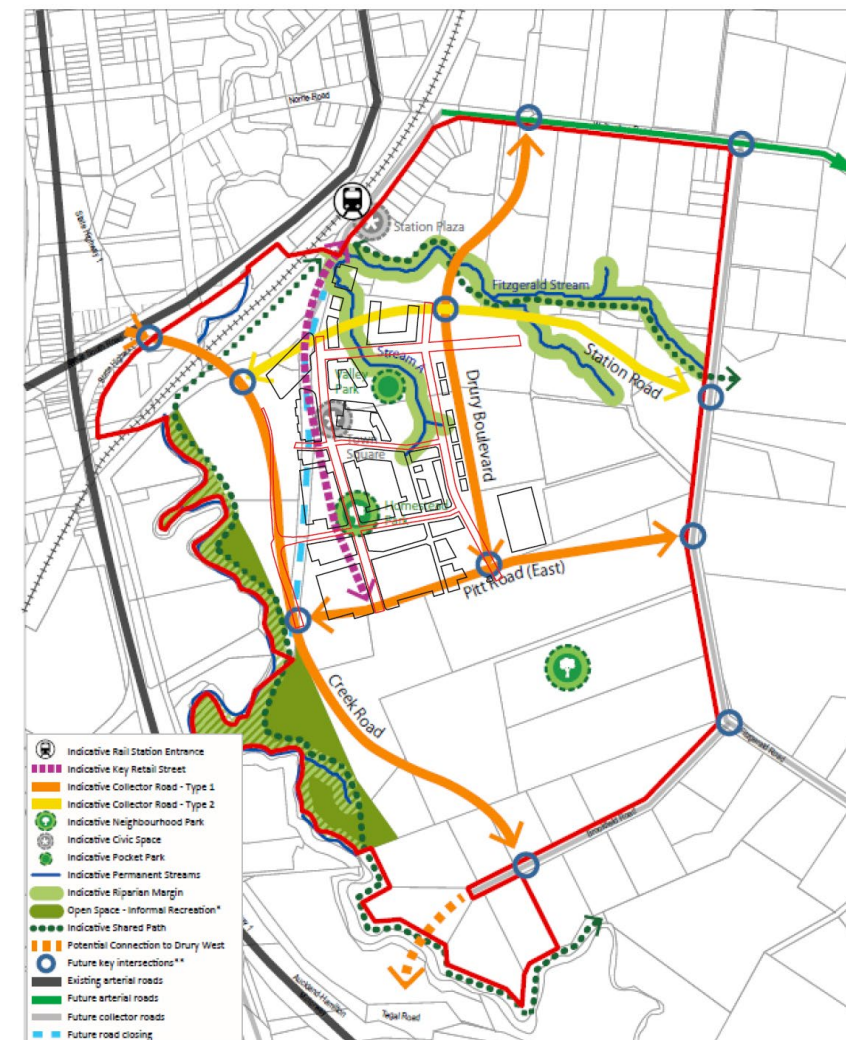 Norrie Road
State Highway 1
Station Plaza
Fitzgerald Stream
Station Road
Stream A
Valley
Park
Drury Boulevard
Town
Square
Homestead
Park
Pitt Road (East)
Creek Road
Fitzgerald Road
Brookfield Road
Auckland-Hamilton
Tegal Road
Indicative Rail Station Entrance
Indicative Key Retail Street
Indicative Collector Road - Type 1
Indicative Collector Road - Type 2
Indicative Neighbourhood Park
Indicative Civic Space
Indicative Pocket Park
Indicative Permanent Streams
Indicative Riparian Margin
Open Space - Informal Recreation*
Indicative Shared Path
Potential Connection to Drury West
Future key intersections**
Existing arterial roads
Future arterial roads
Future collector roads
Future road closing